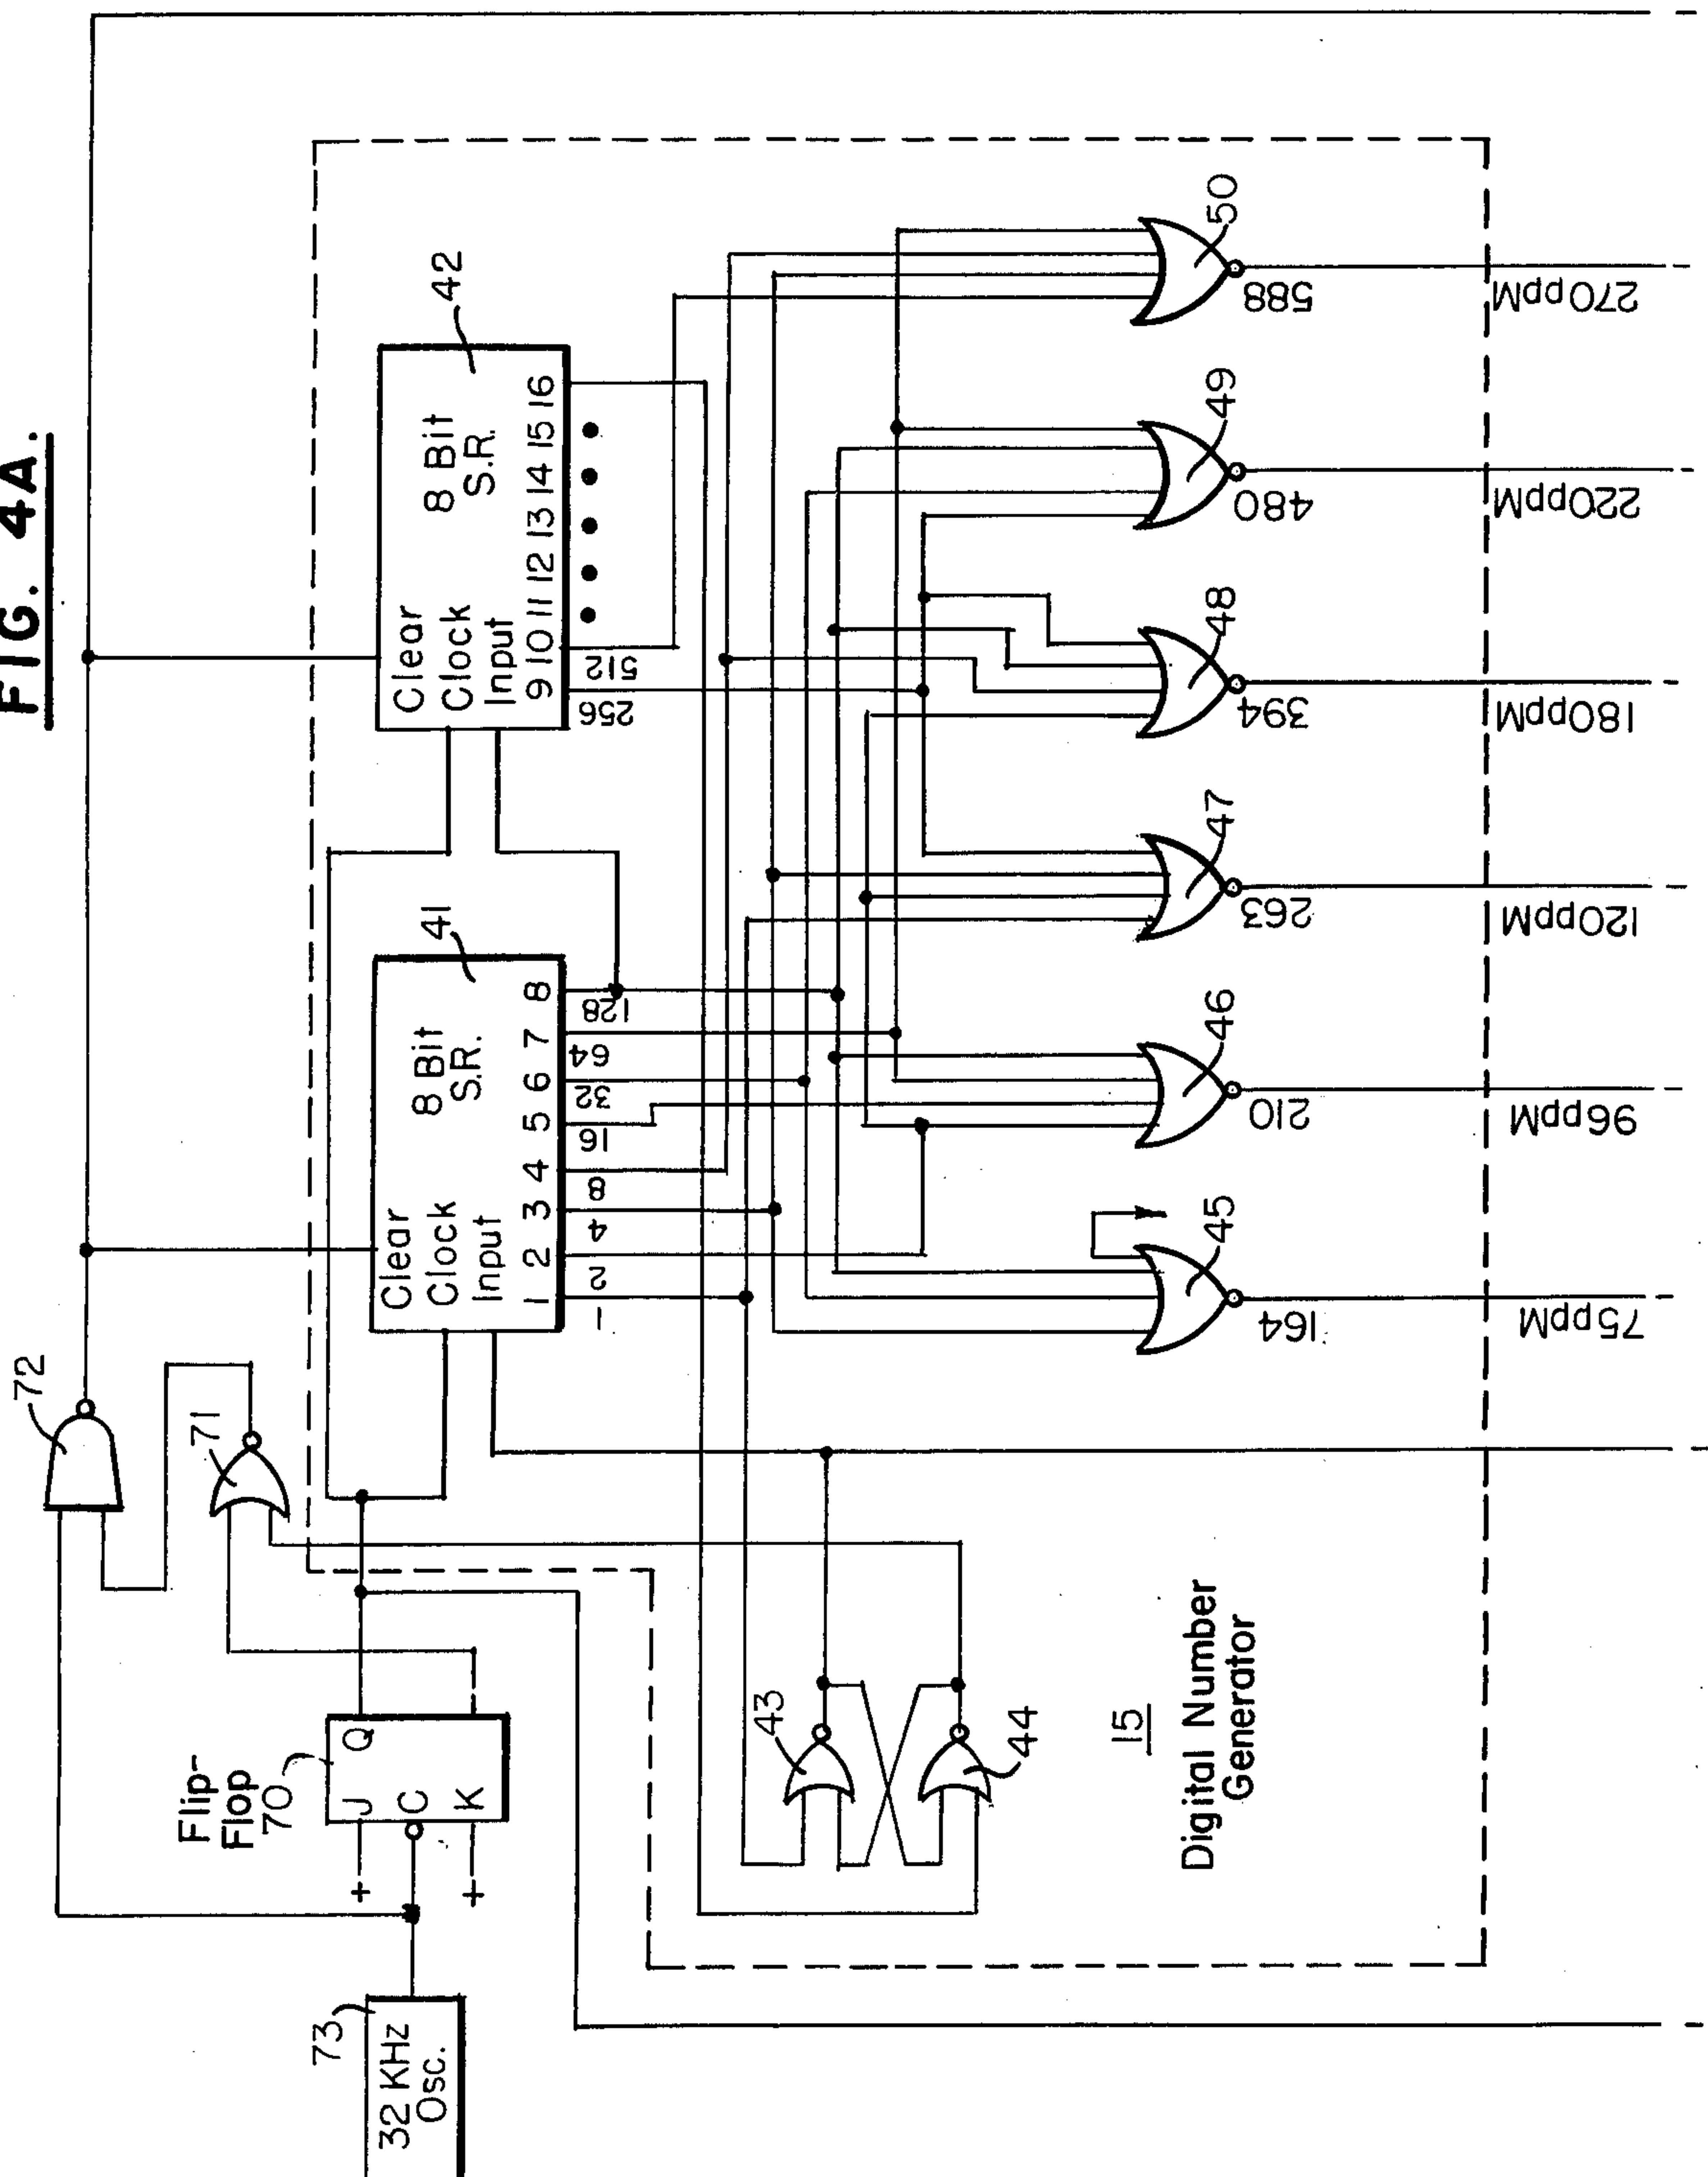 FIG. 4A.
72
71
Flip-
Flop
70
J Q
C
K
+
+
73
32 KHz
Osc.
41
Clear
Clock
Input
8 Bit
S.R.
1 2 3 4 5 6 7 8
1 2 4 8 16 32 64 128
42
Clear
Clock
Input
8 Bit
S.R.
9 10 11 12 13 14 15 16
256 512
43
44
15
Digital Number
Generator
45
46
47
48
49
50
164
210
263
394
480
588
75ppM
96ppM
120ppM
180ppM
220ppM
270ppM